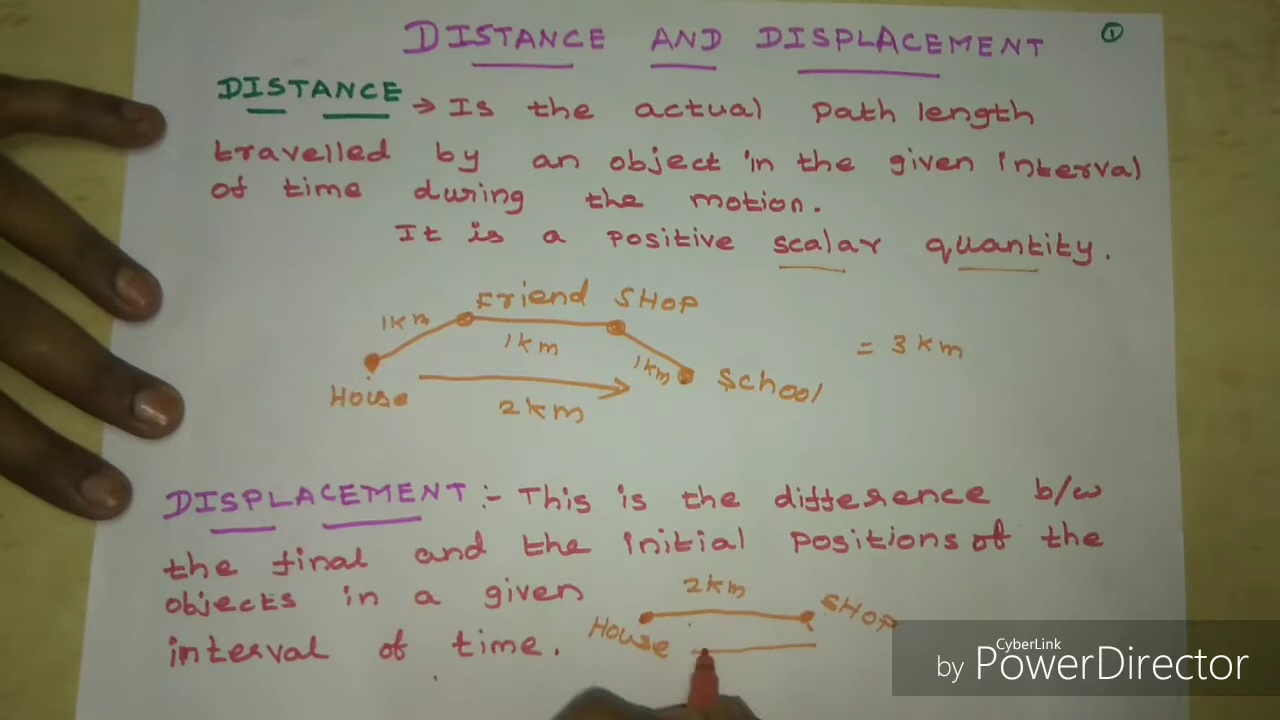 DISTANCE AND DISPLACEMENT ①
DISTANCE → Is the actual path length
travelled by an object in the given interval
of time during the motion.
It is a positive scalar quantity.
Friend SHOP
1km
1km
1km
= 3 km
School
House
2km
DISPLACEMENT :- This is the difference b/w
the final and the initial positions of the
objects in a given
interval of time.
2km
House
SHOP
CyberLink
by PowerDirector